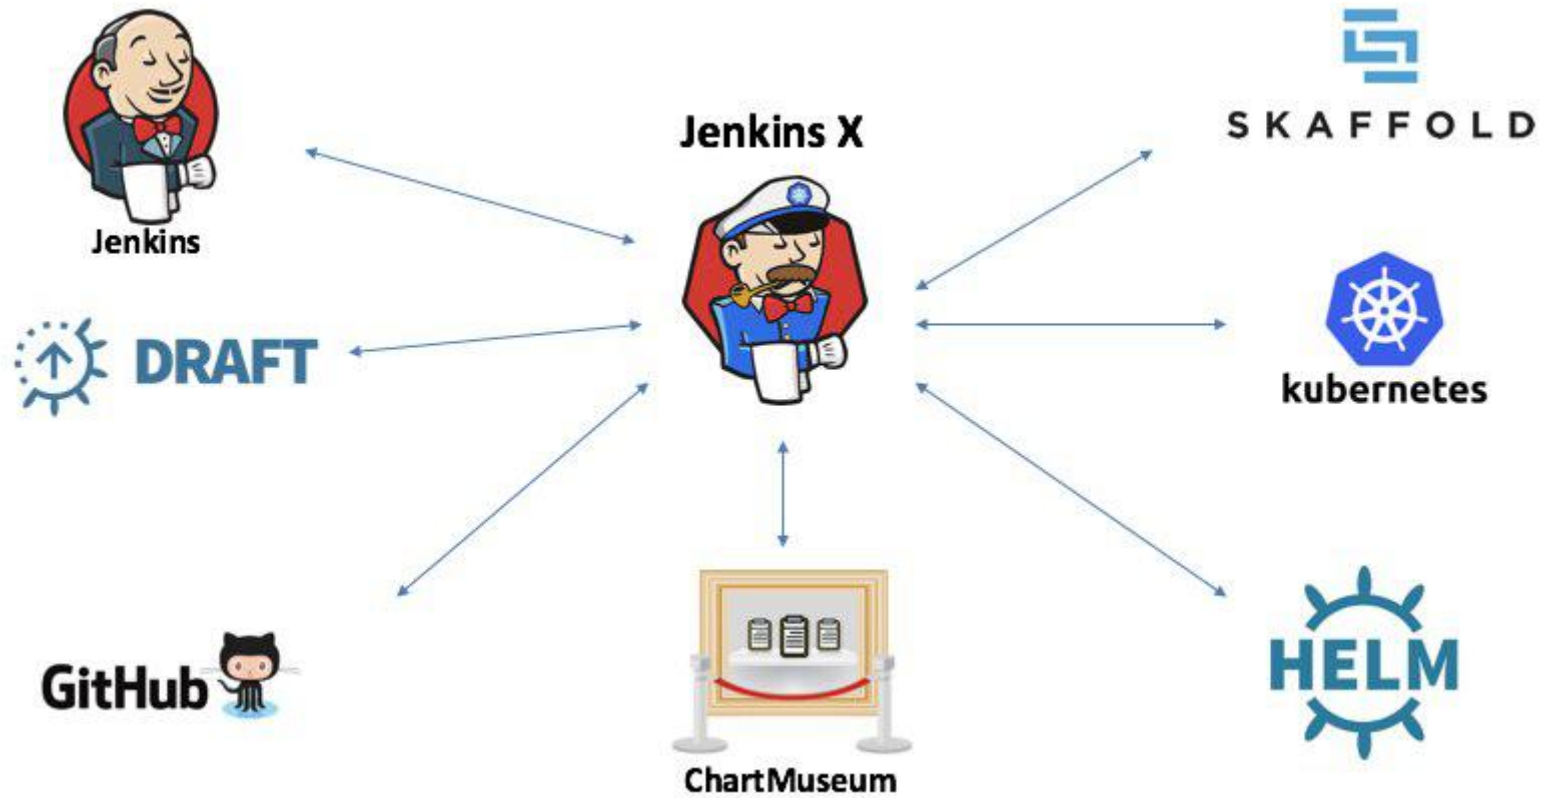 Jenkins
Jenkins X
SKAFFOLD
DRAFT
kubernetes
GitHub
ChartMuseum
HELM